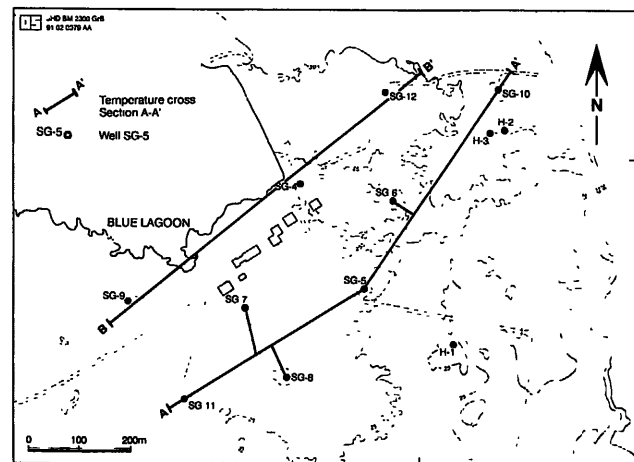 JHD BM 2300 GrB
91 02 0379 AA
A A'
Temperature cross
Section A-A'
SG-5 Well SG-5
B'
A'
SG-12
SG-10
N
H-2
H-3
SG-4
SG 6
BLUE LAGOON
SG-5
SG-9
SG 7
B
H-1
SG-8
A
SG 11
0 100 200m